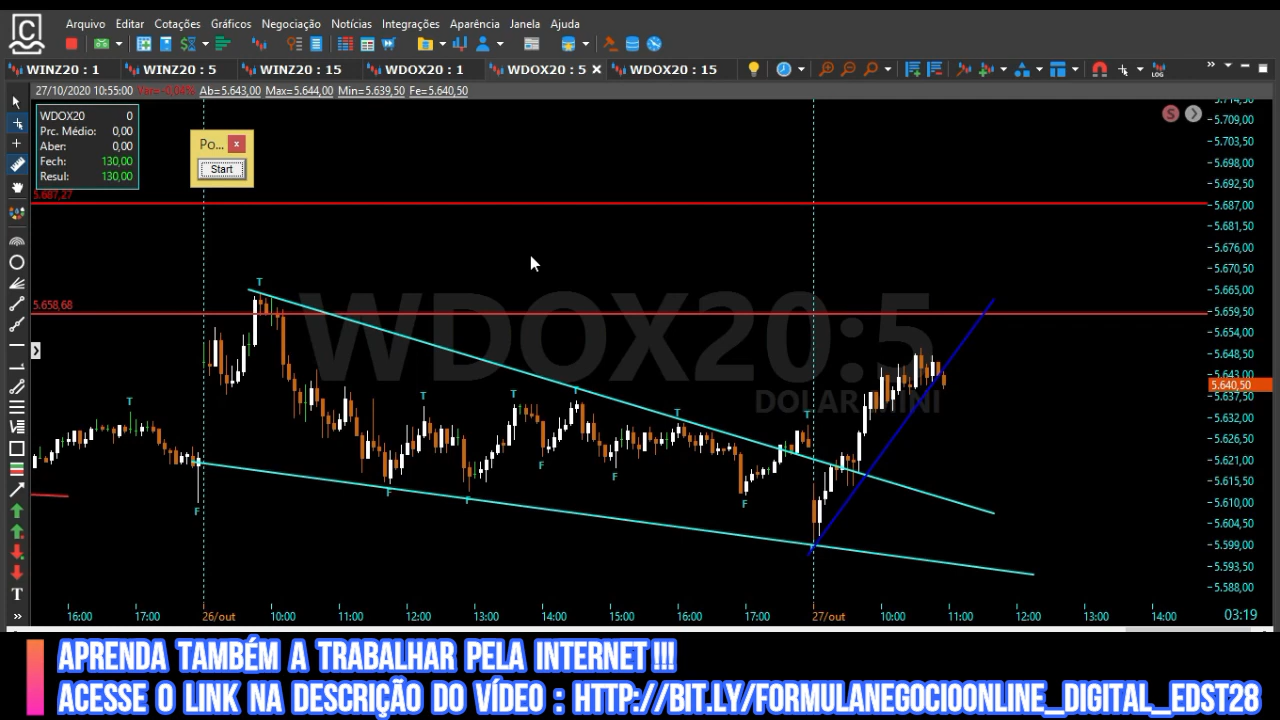 Arquivo Editar Cotações Gráficos Negociação Notícias Integrações Aparência Janela Ajuda
WINZ20 : 1 WINZ20 : 5 WINZ20 : 15 WDOX20 : 1 WDOX20 : 5 WDOX20 : 15
LOG
27/10/2020 10:55:00 Var=-0,04% Ab=5.643,00 Max=5.644,00 Min=5.639,50 Fe=5.640,50
WDOX20 0
Prc. Médio: 0,00
Aber: 0,00
Fech: 130,00
Resul: 130,00
Po...
Start
S
5.687,27
5.658,68
WDOX20:5
DOLAR MINI
T
T T T T T T
F F F F F F
5.714,50
5.709,00
5.703,50
5.698,00
5.692,50
5.687,00
5.681,50
5.676,00
5.670,50
5.665,00
5.659,50
5.654,00
5.648,50
5.643,00
5.640,50
5.637,50
5.632,00
5.626,50
5.621,00
5.615,50
5.610,00
5.604,50
5.599,00
5.593,50
5.588,00
16:00 17:00 26/out 10:00 11:00 12:00 13:00 14:00 15:00 16:00 17:00 27/out 10:00 11:00 12:00 13:00 14:00 03:19
APRENDA TAMBÉM A TRABALHAR PELA INTERNET!!!
ACESSE O LINK NA DESCRIÇÃO DO VÍDEO : HTTP://BIT.LY/FORMULANEGOCIOONLINE_DIGITAL_EDST28